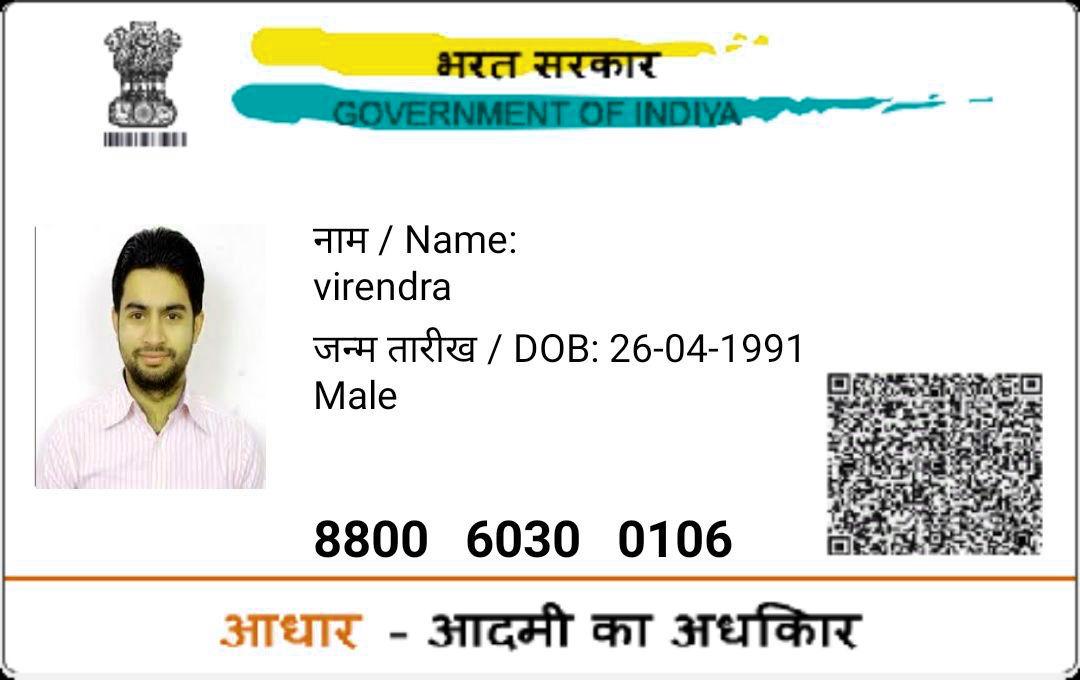 भरत सरकार
GOVERNMENT OF INDIYA
नाम / Name:
virendra
जन्म तारीख / DOB: 26-04-1991
Male
8800 6030 0106
आधार - आदमी का अधकिार